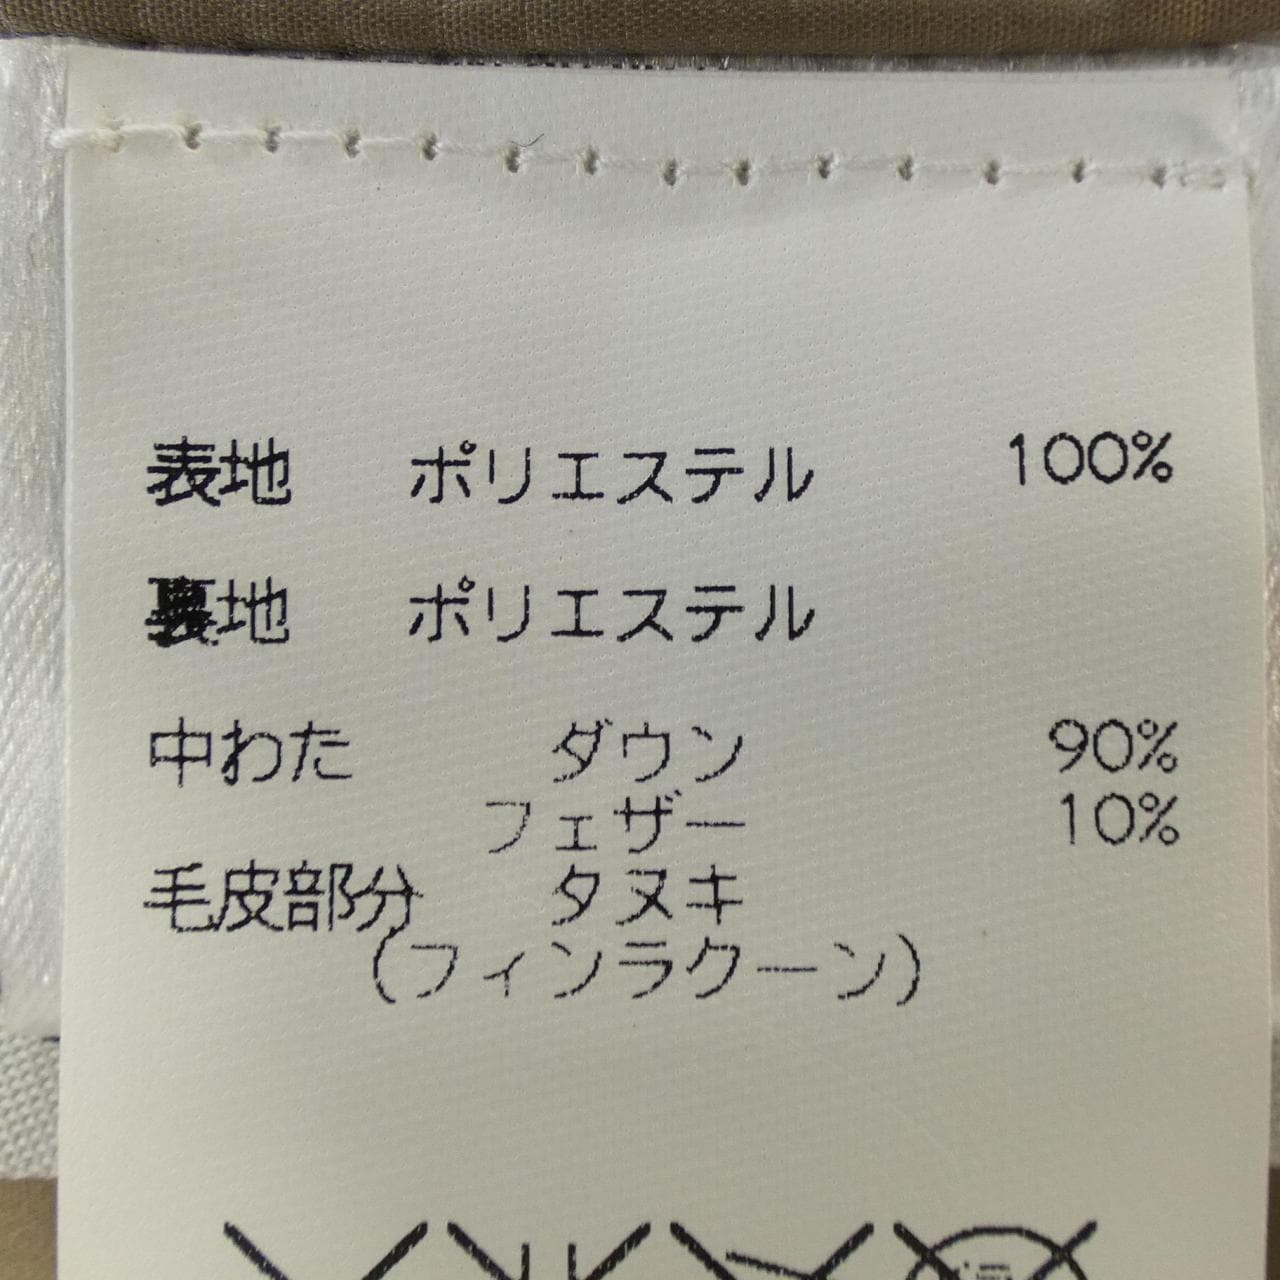 表地 ポリエステル 100%
裏地 ポリエステル
中わた ダウン 90%
フェザー 10%
毛皮部分 タヌキ
(フィンラクーン)